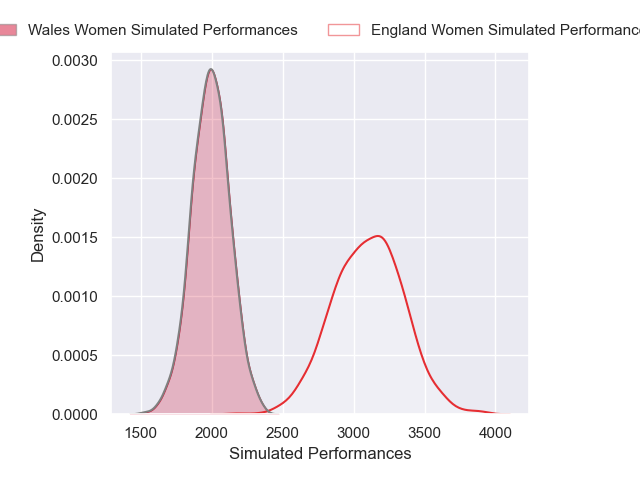 Wales Women Simulated Performances England Women Simulated
0.0030
0.0025
0.0020
0.0015
0.0010
0.0005
0.0000
Density
1500 2000 2500 3000 3500 4000
Simulated Performances